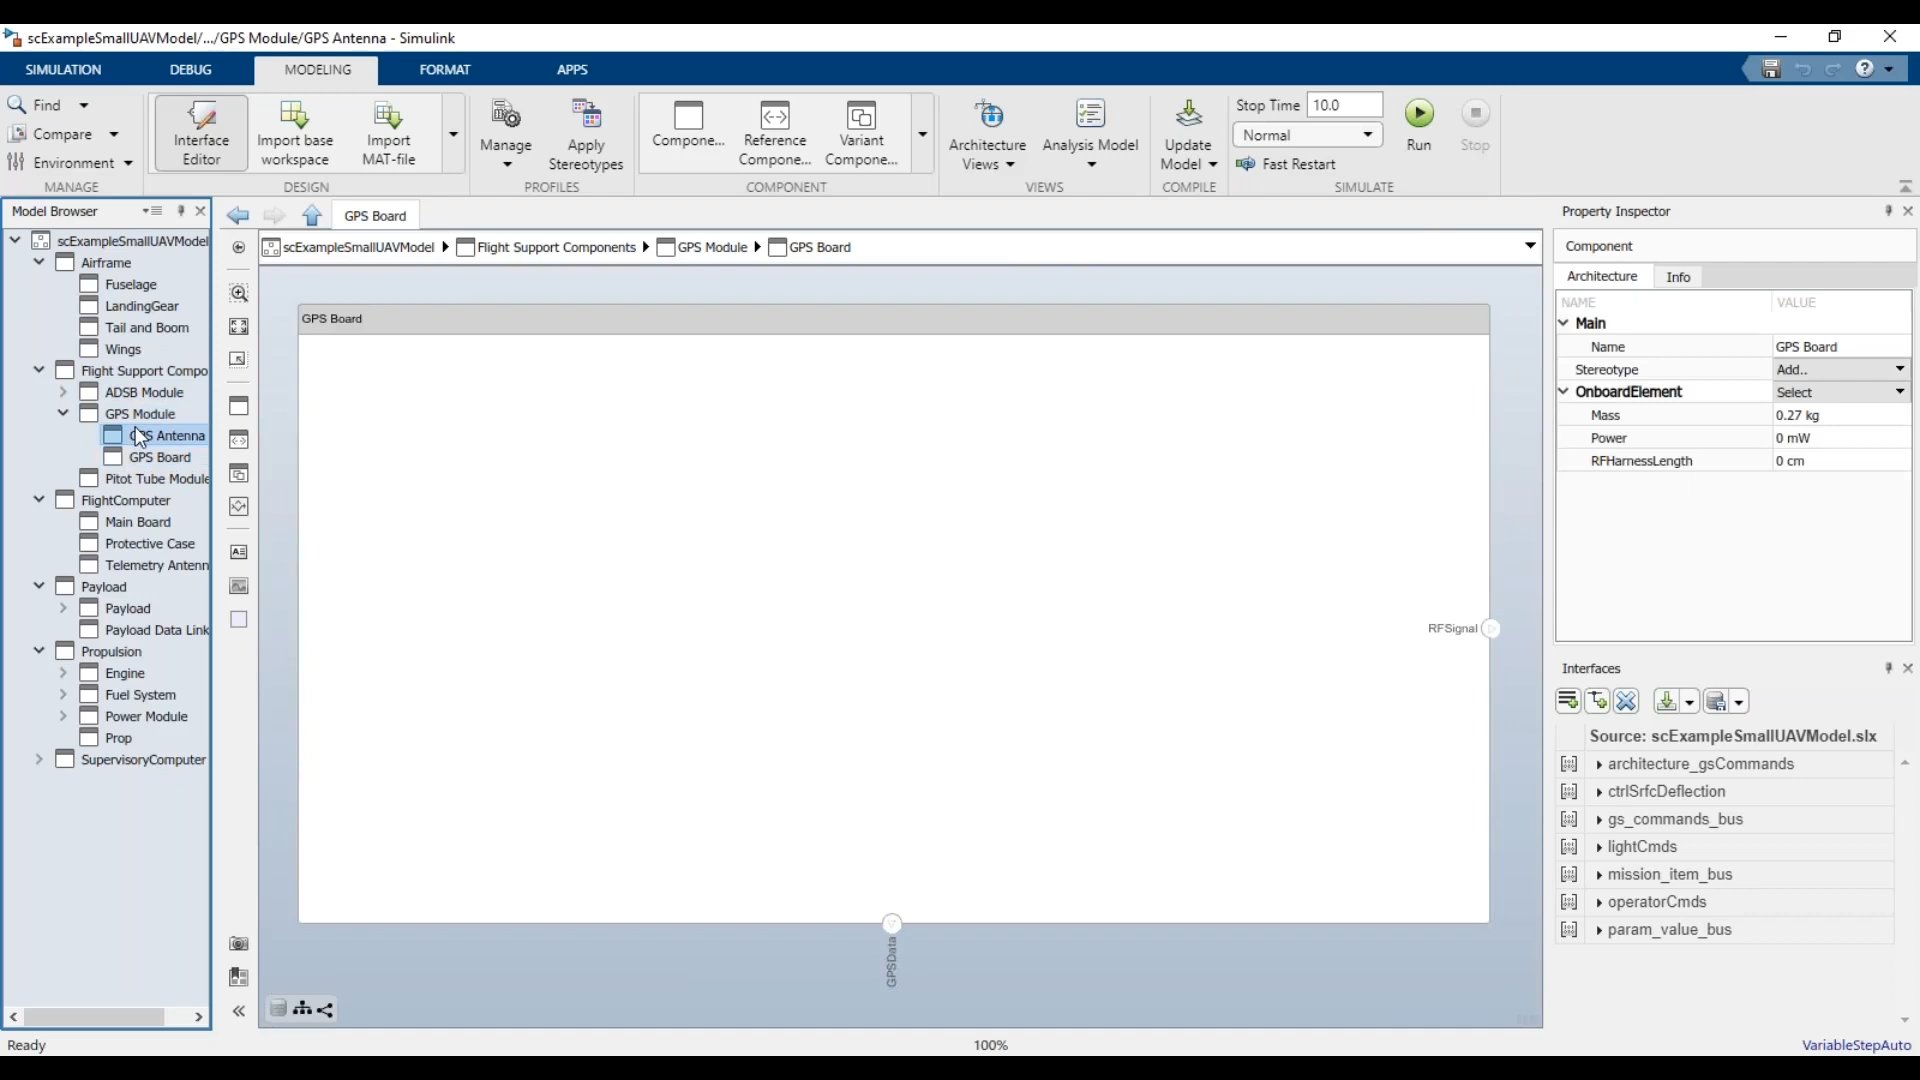 scExampleSmallUAVModel/.../GPS Module/GPS Antenna - Simulink
SIMULATION DEBUG MODELING FORMAT APPS
Find
Compare
Environment
MANAGE
Interface Editor
Import base workspace
Import MAT-file
DESIGN
Manage
Apply Stereotypes
PROFILES
Compone...
Reference Compone...
Variant Compone...
COMPONENT
Architecture Views
Analysis Model
VIEWS
Update Model
COMPILE
Stop Time 10.0
Normal
Fast Restart
Run
Stop
SIMULATE
Model Browser
scExampleSmallUAVModel
Airframe
Fuselage
LandingGear
Tail and Boom
Wings
Flight Support Compo
ADSB Module
GPS Module
GPS Antenna
GPS Board
Pitot Tube Module
FlightComputer
Main Board
Protective Case
Telemetry Antenn
Payload
Payload
Payload Data Link
Propulsion
Engine
Fuel System
Power Module
Prop
SupervisoryComputer
GPS Board
scExampleSmallUAVModel Flight Support Components GPS Module GPS Board
GPS Board
RFSignal
GPSData
Property Inspector
Component
Architecture Info
NAME VALUE
Main
Name GPS Board
Stereotype Add..
OnboardElement Select
Mass 0.27 kg
Power 0 mW
RFHarnessLength 0 cm
Interfaces
Source: scExampleSmallUAVModel.slx
architecture_gsCommands
ctrlSrfcDeflection
gs_commands_bus
lightCmds
mission_item_bus
operatorCmds
param_value_bus
Ready
100%
VariableStepAuto